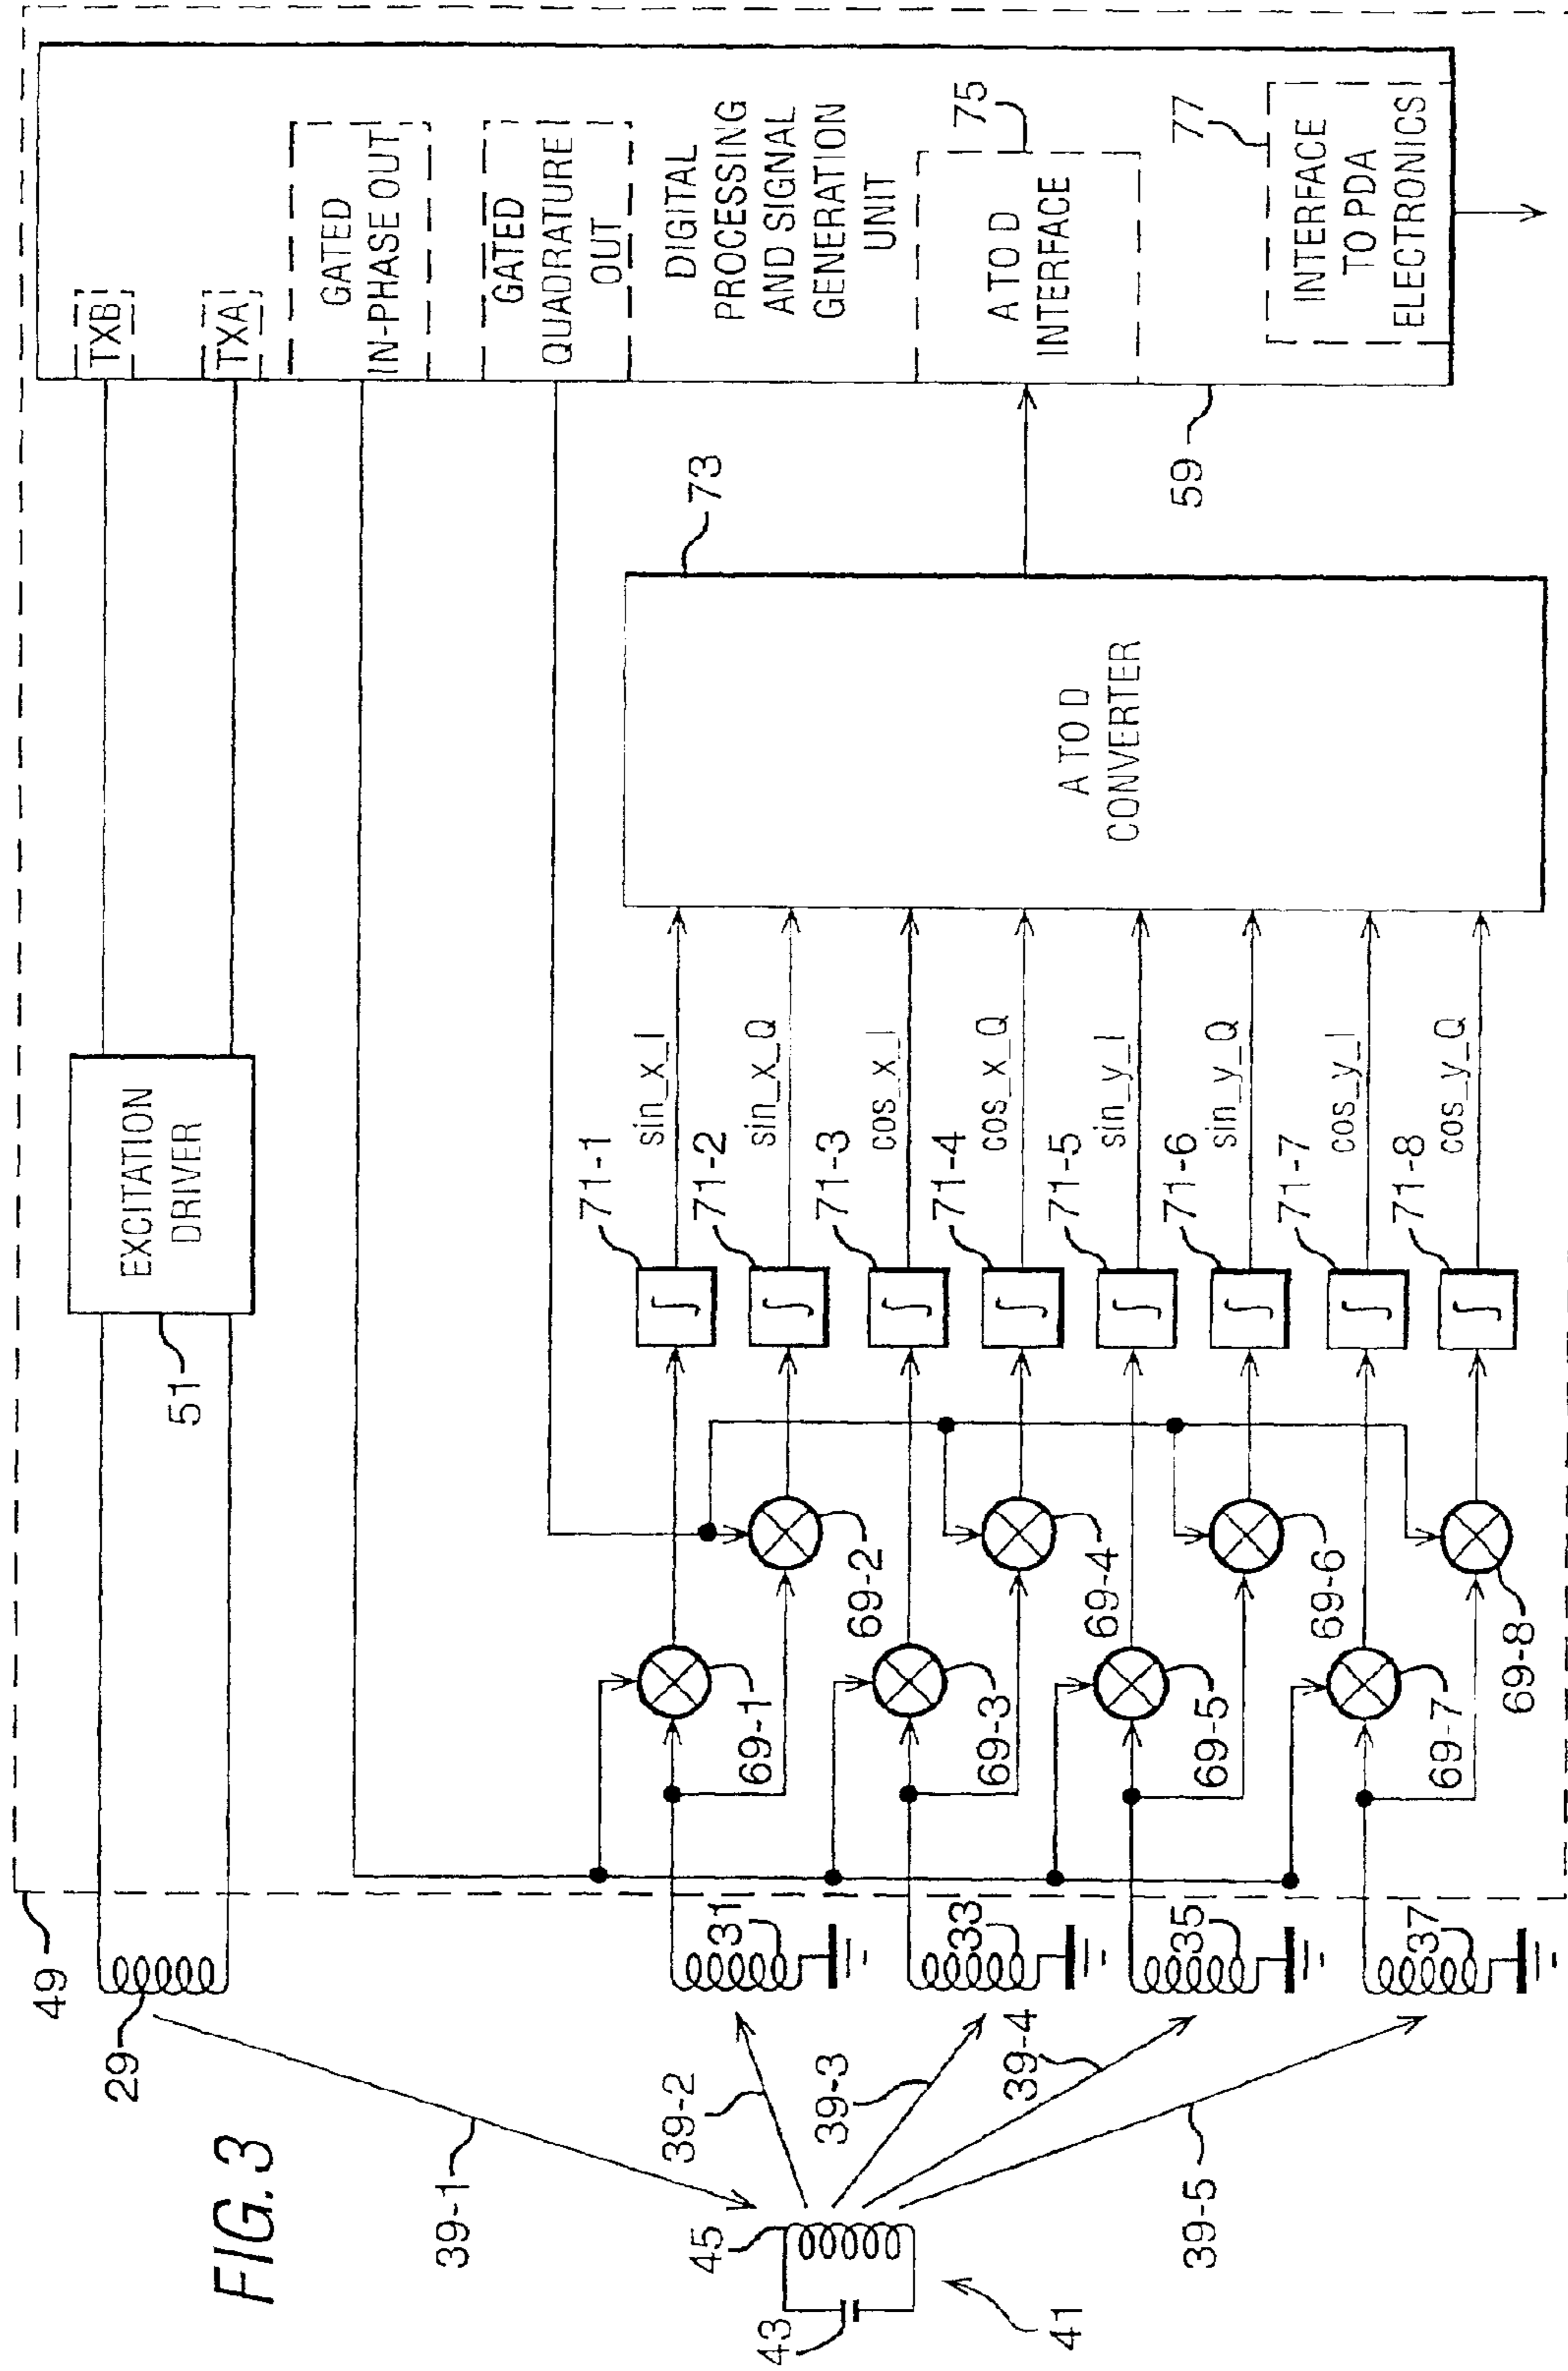 FIG. 3
49
29
51
EXCITATION
DRIVER
TXB
TXA
GATED
IN-PHASE OUT
GATED
QUADRATURE
OUT
DIGITAL
PROCESSING
AND SIGNAL
GENERATION
UNIT
A TO D
INTERFACE
75
77
INTERFACE
TO PDA
ELECTRONICS
59
73
A TO D
CONVERTER
39-1
39-2
39-3
39-4
39-5
45
43
41
31
33
35
37
69-1
69-2
69-3
69-4
69-5
69-6
69-7
69-8
∫
∫
∫
∫
∫
∫
∫
∫
71-1
71-2
71-3
71-4
71-5
71-6
71-7
71-8
sin_x_I
sin_x_Q
cos_x_I
cos_x_Q
sin_y_I
sin_y_Q
cos_y_I
cos_y_Q